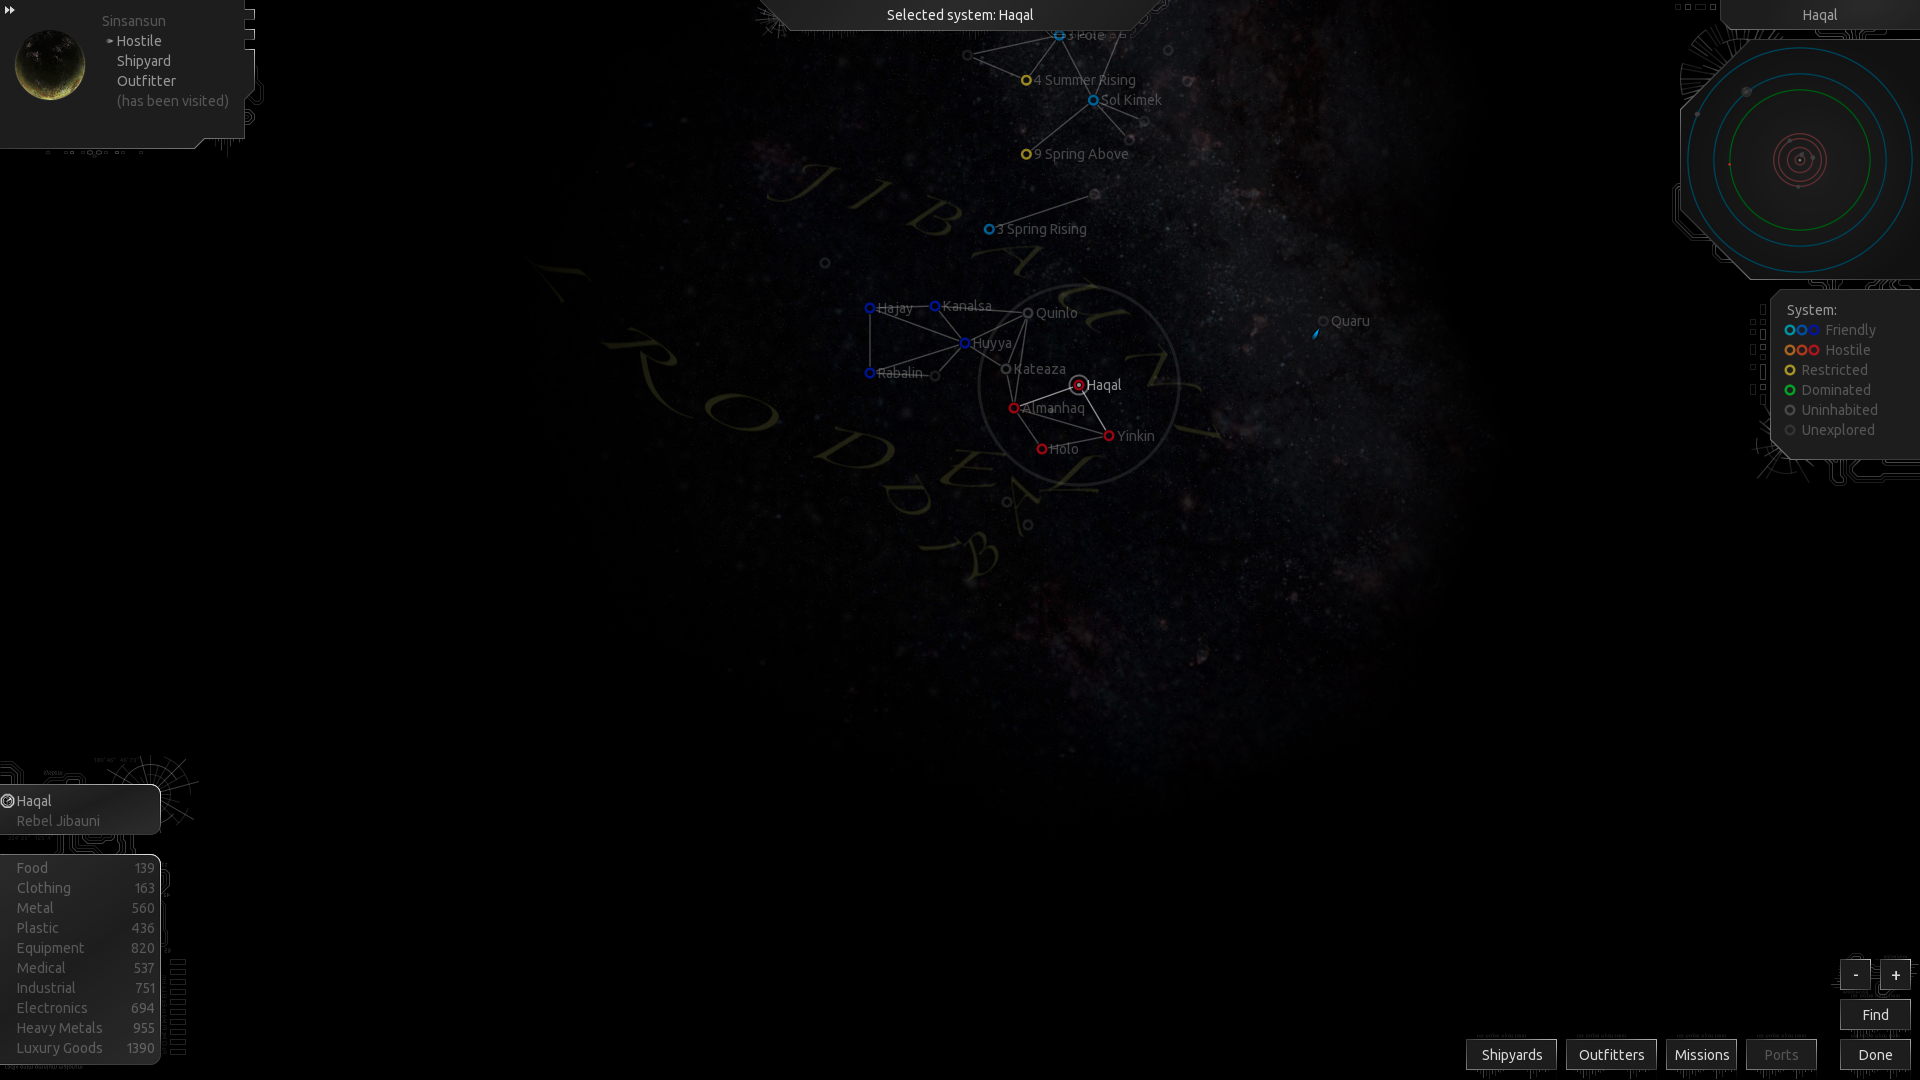 Selected system: Haqal
Haqal
Sinsansun
Hostile
Shipyard
Outfitter
(has been visited)
3 Pole
4 Summer Rising
Sol Kimek
9 Spring Above
3 Spring Rising
Hajay
Kanalsa
Quinlo
Huyya
Quaru
Rabalin
Kateaza
Haqal
Almanhaq
Yinkin
Holo
System:
Friendly
Hostile
Restricted
Dominated
Uninhabited
Unexplored
Haqal
Rebel Jibauni
Food 139
Clothing 163
Metal 560
Plastic 436
Equipment 820
Medical 537
Industrial 751
Electronics 694
Heavy Metals 955
Luxury Goods 1390
- +
Find
Shipyards Outfitters Missions Ports Done